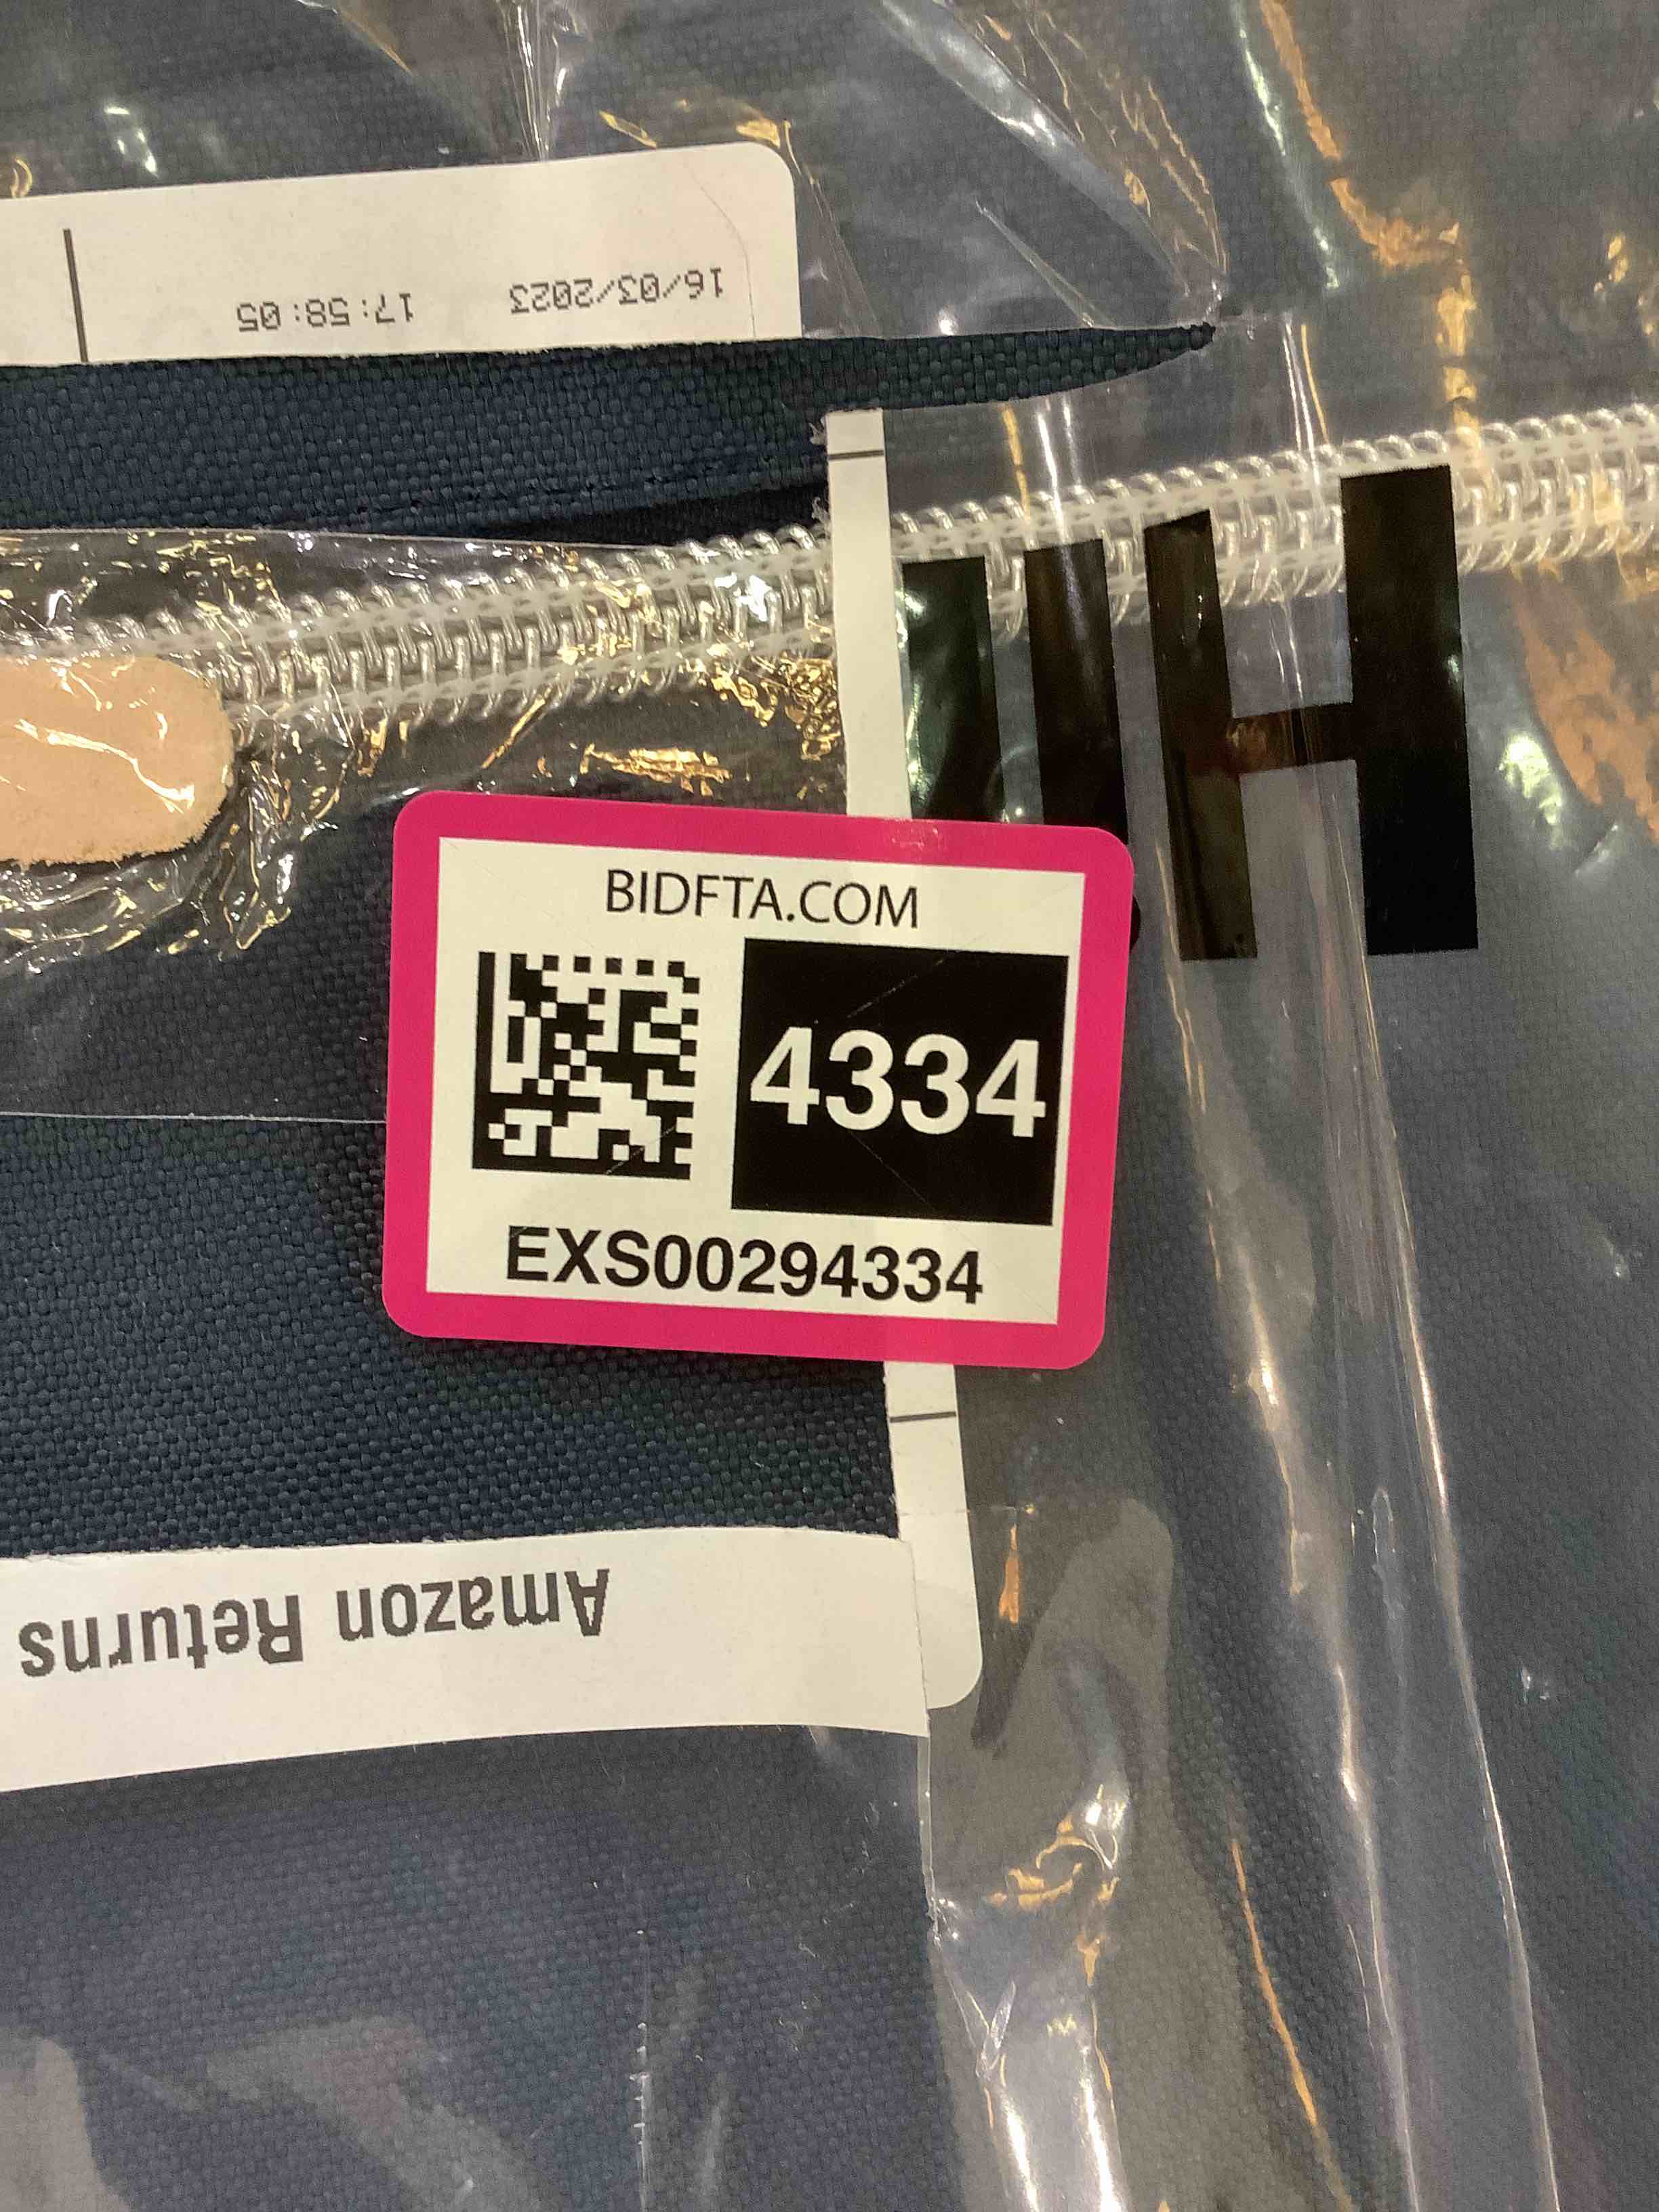 16/03/2023 17:58:05
H
BIDFTA.COM
4334
EXS00294334
Amazon Returns